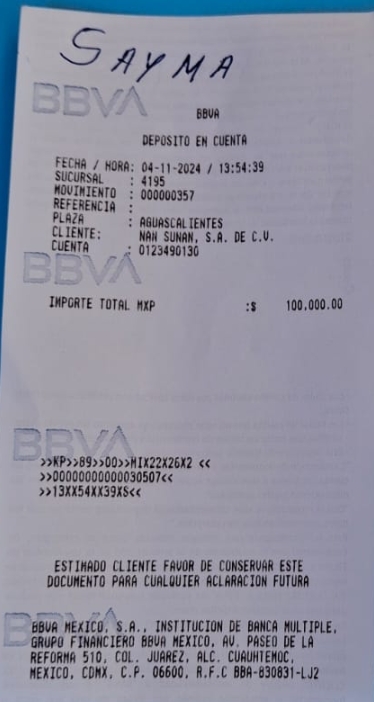 SAYMA
BBVA
BBVA
DEPOSITO EN CUENTA
FECHA / HORA: 04-11-2024 / 13:54:39
SUCURSAL : 4195
MOVIMIENTO : 000000357
REFERENCIA :
PLAZA : AGUASCALIENTES
CLIENTE: NAN SUNAN, S.A. DE C.V.
CUENTA : 0123490130
BBVA
IMPORTE TOTAL MXP :$ 100,000.00
BBVA
>>KP>>89>>00>>MIX22X26X2 <<
>>00000000000030507<<
>>13XX54XX39XS<<
ESTIMADO CLIENTE FAVOR DE CONSERVAR ESTE
DOCUMENTO PARA CUALQUIER ACLARACION FUTURA
BBVA
BBVA MEXICO, S.A., INSTITUCION DE BANCA MULTIPLE,
GRUPO FINANCIERO BBVA MEXICO, AV. PASEO DE LA
REFORMA 510, COL. JUAREZ, ALC. CUAUHTEMOC,
MEXICO, CDMX, C.P. 06600, R.F.C BBA-830831-LJ2